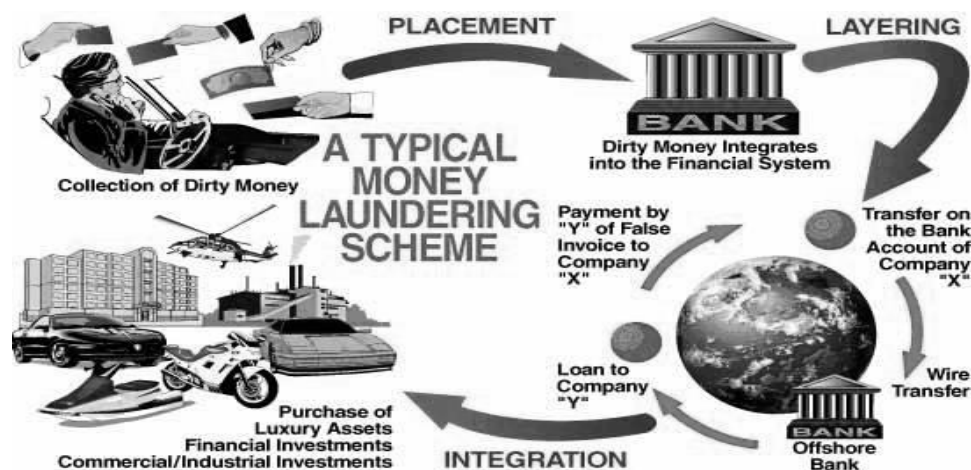 PLACEMENT
LAYERING
BANK
Dirty Money Integrates
into the Financial System
Collection of Dirty Money
A TYPICAL
MONEY
LAUNDERING
SCHEME
Payment by
"Y" of False
Invoice to
Company
"X"
Transfer on
the Bank
Account of
Company
"X"
Loan to
Company
"Y"
Wire
Transfer
BANK
Offshore
Bank
Purchase of
Luxury Assets
Financial Investments
Commercial/Industrial Investments
INTEGRATION